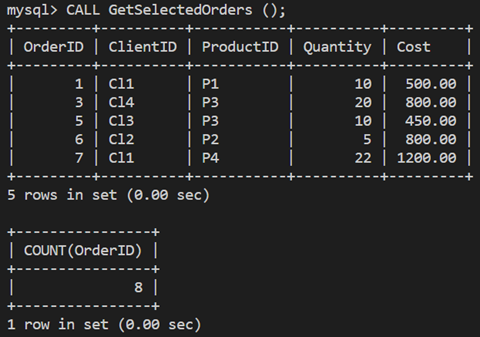 mysql> CALL GetSelectedOrders ();
+---------+----------+-----------+----------+---------+
| OrderID | ClientID | ProductID | Quantity | Cost    |
+---------+----------+-----------+----------+---------+
|       1 | Cl1      | P1        |       10 |  500.00 |
|       3 | Cl4      | P3        |       20 |  800.00 |
|       5 | Cl3      | P3        |       10 |  450.00 |
|       6 | Cl2      | P2        |        5 |  800.00 |
|       7 | Cl1      | P4        |       22 | 1200.00 |
+---------+----------+-----------+----------+---------+
5 rows in set (0.00 sec)
+----------------+
| COUNT(OrderID) |
+----------------+
|              8 |
+----------------+
1 row in set (0.00 sec)